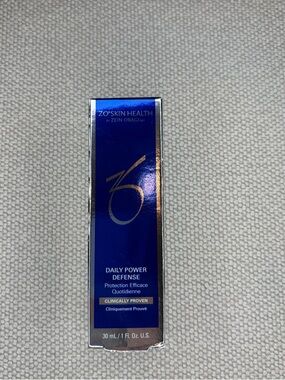 ZO® SKIN HEALTH
BY ZEIN OBAGI MD
DAILY POWER
DEFENSE
Protection Efficace
Quotidienne
CLINICALLY PROVEN
Cliniquement Prouvé
30 mL / 1 Fl. Oz. U.S.